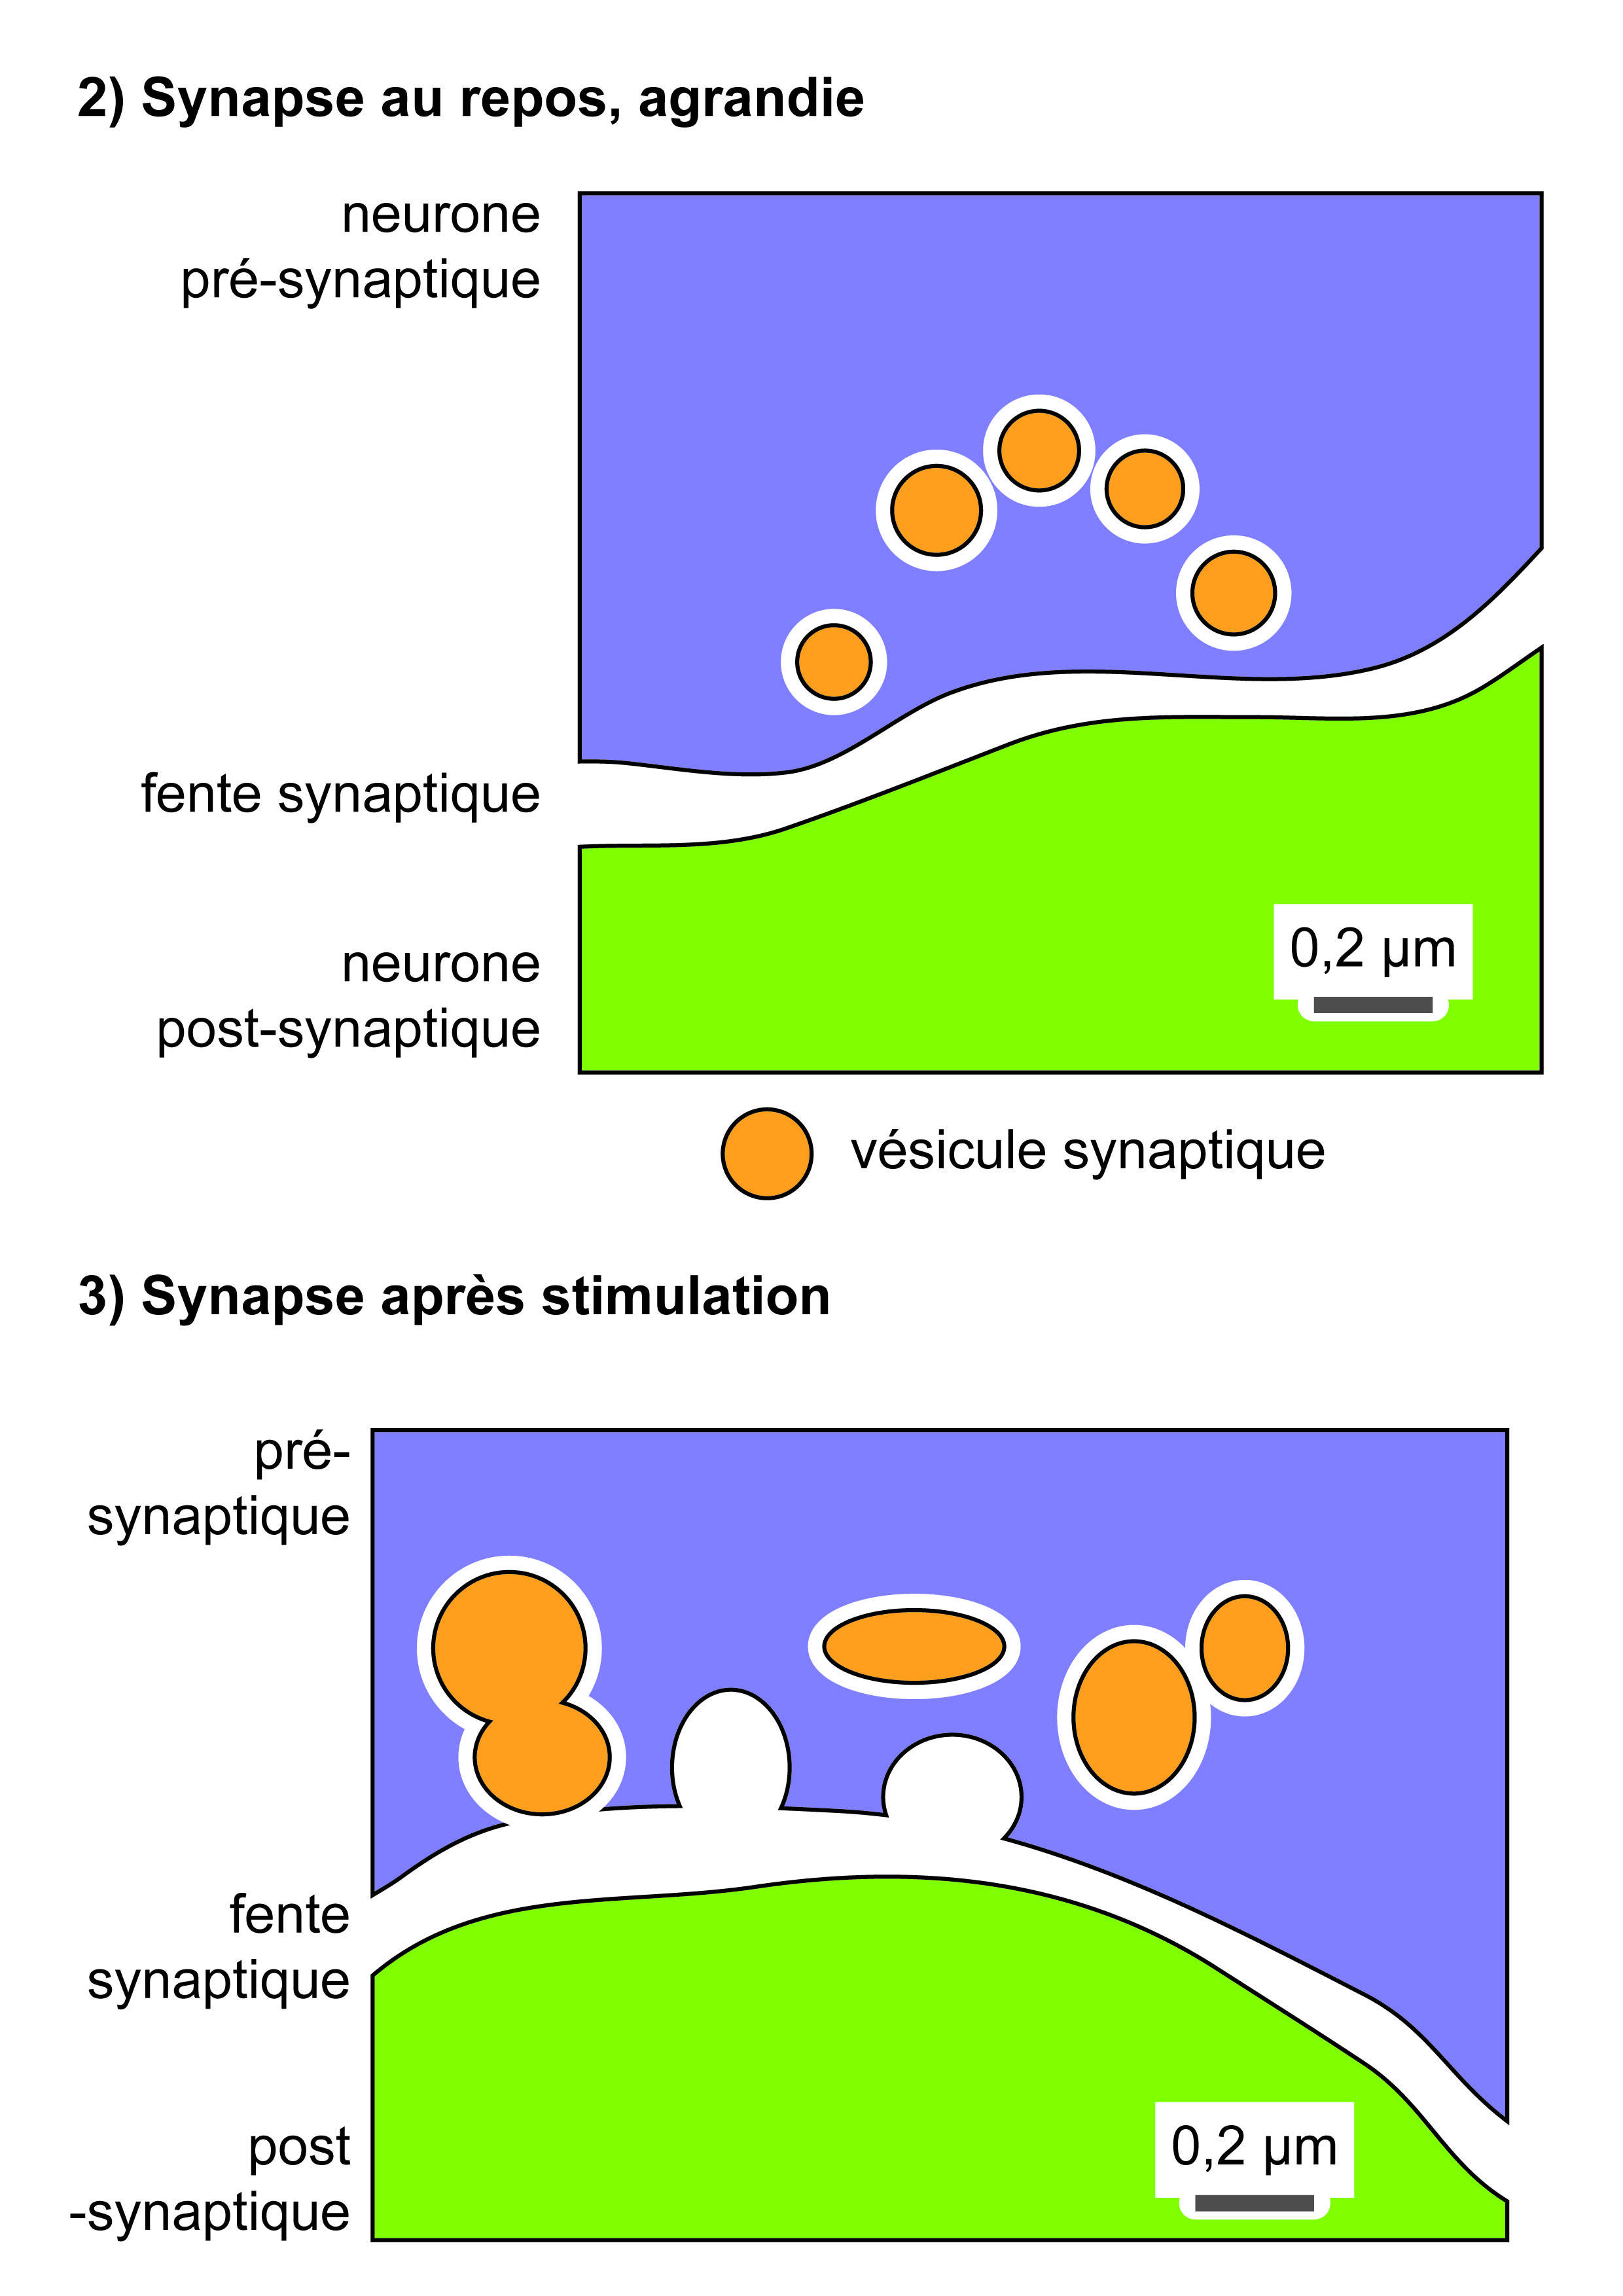 2) Synapse au repos, agrandie
neurone
pré-synaptique
fente synaptique
neurone
post-synaptique
0,2 µm
vésicule synaptique
3) Synapse après stimulation
pré-
synaptique
fente
synaptique
post
-synaptique
0,2 µm